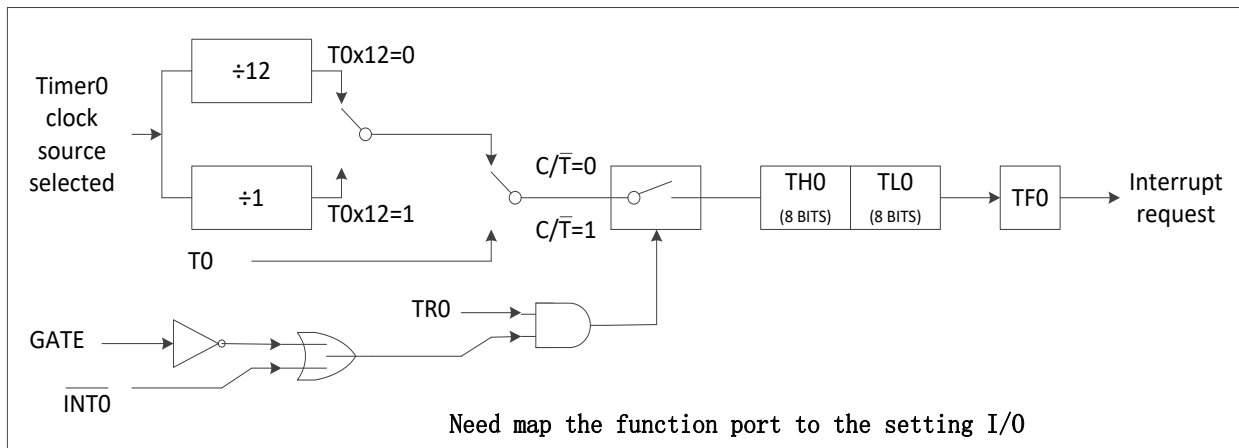 ÷12
T0x12=0
Timer0
clock
source
selected
÷1
T0x12=1
C/T̅=0
C/T̅=1
T0
TH0
(8 BITS)
TL0
(8 BITS)
TF0
Interrupt
request
TR0
GATE
I̅N̅T̅0̅
Need map the function port to the setting I/O